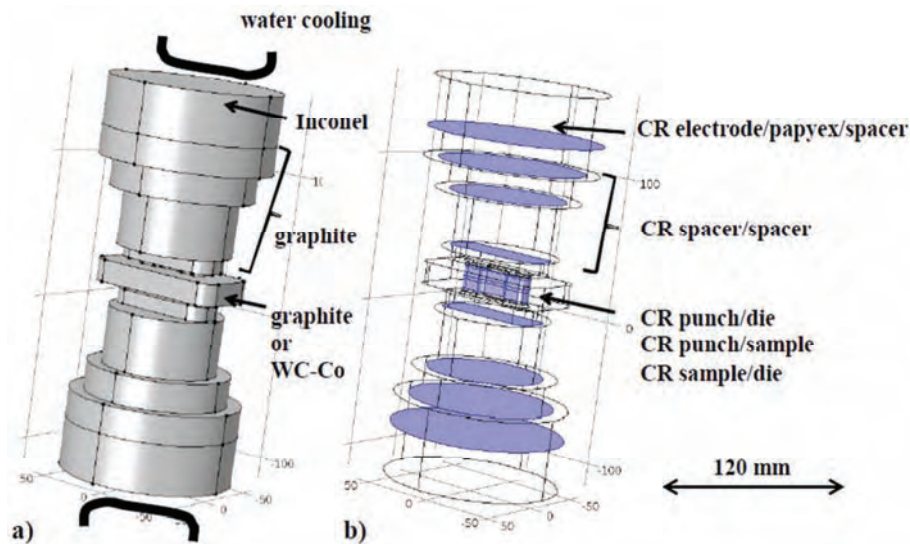 water cooling
Inconel
graphite
graphite
or
WC-Co
10
-100
50
0
-50
-50
0
50
a)
CR electrode/papyex/spacer
100
CR spacer/spacer
0
CR punch/die
CR punch/sample
CR sample/die
-100
120 mm
50
0
-50
-50
0
50
b)